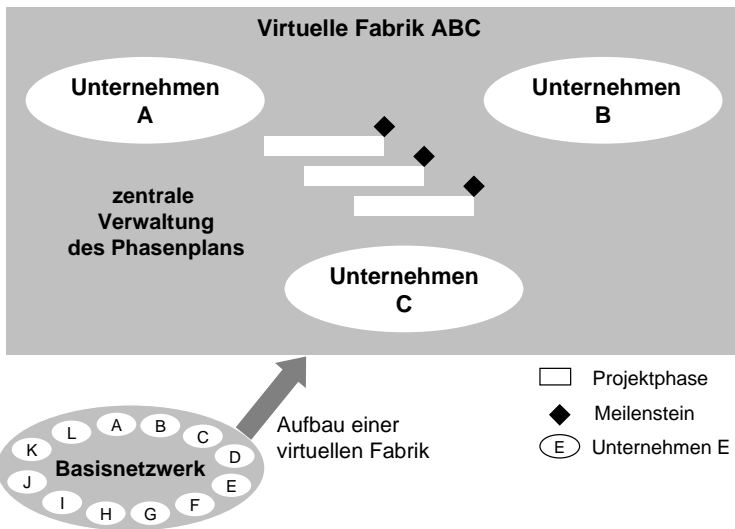 Virtuelle Fabrik ABC
Unternehmen
A
Unternehmen
B
zentrale
Verwaltung
des Phasenplans
Unternehmen
C
Aufbau einer
virtuellen Fabrik
Basisnetzwerk
A
B
C
D
E
F
G
H
I
J
K
L
Projektphase
Meilenstein
E Unternehmen E